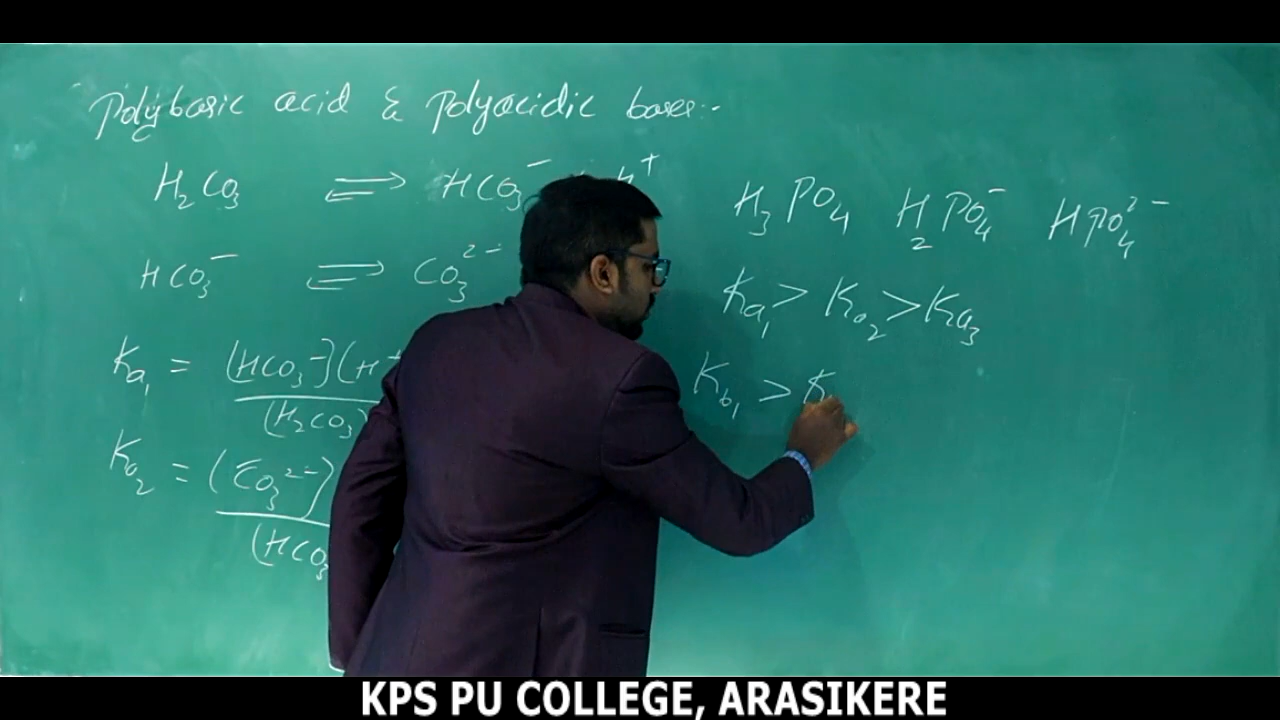 Polybasic acid & polyacidic bases:-
H₂CO₃ ⇌ HCO₃⁻ + H⁺
HCO₃⁻ ⇌ CO₃²⁻
Ka₁ = (HCO₃⁻)(H⁺
(H₂CO₃)
Ka₂ = (CO₃²⁻)
(HCO₃
H₃PO₄ H₂PO₄⁻ HPO₄²⁻
Ka₁ > Ka₂ > Ka₃
Kb₁ > K
KPS PU COLLEGE, ARASIKERE